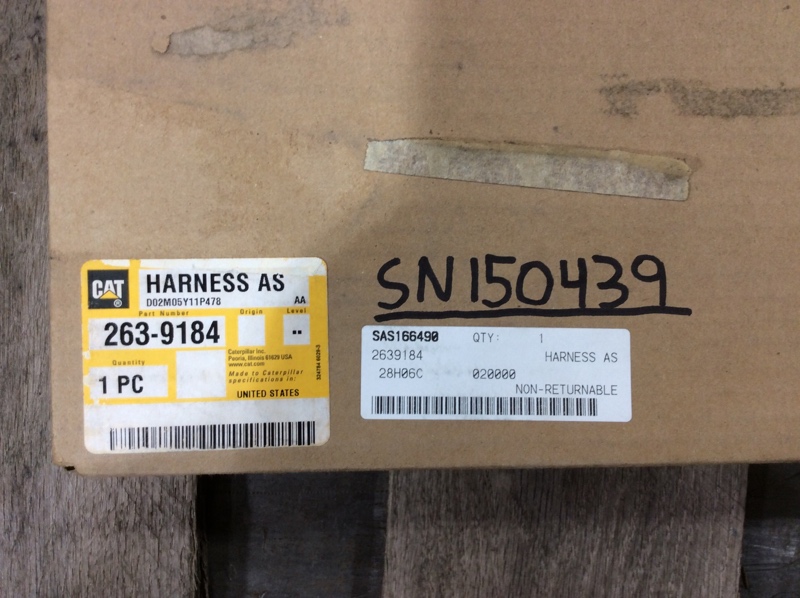 SN150439
CAT
®
HARNESS AS
D02M05Y11P478 AA
Part Number Origin Level
263-9184 --
Quantity
1 PC
Caterpillar Inc.
Peoria, Illinois 61629 USA
www.cat.com
Made to Caterpillar
specifications in:
UNITED STATES
SAS166490 QTY: 1
2639184 HARNESS AS
28H06C 020000
NON-RETURNABLE